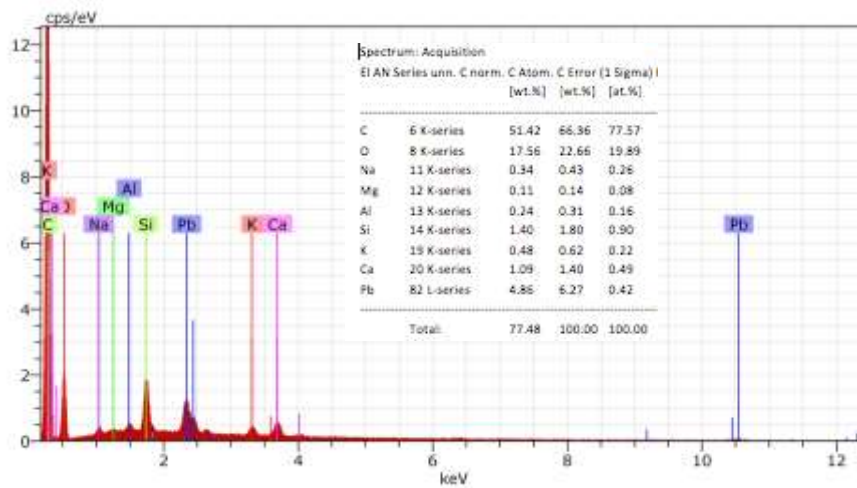 cps/eV
Spectrum: Acquisition
El AN Series unn. C norm. C Atom. C Error (1 Sigma)
[wt.%] [wt.%] [at.%]
C 6 K-series 51.42 66.36 77.57
O 8 K-series 17.56 22.66 19.89
Na 11 K-series 0.34 0.43 0.26
Mg 12 K-series 0.11 0.14 0.08
Al 13 K-series 0.24 0.31 0.16
Si 14 K-series 1.40 1.80 0.90
K 19 K-series 0.48 0.62 0.22
Ca 20 K-series 1.09 1.40 0.49
Pb 82 L-series 4.86 6.27 0.42
Total: 77.48 100.00 100.00
12
10
8
6
4
2
0
K
Al
Ca Mg
C Na Si Pb K Ca Pb
2 4 6 8 10 12
keV